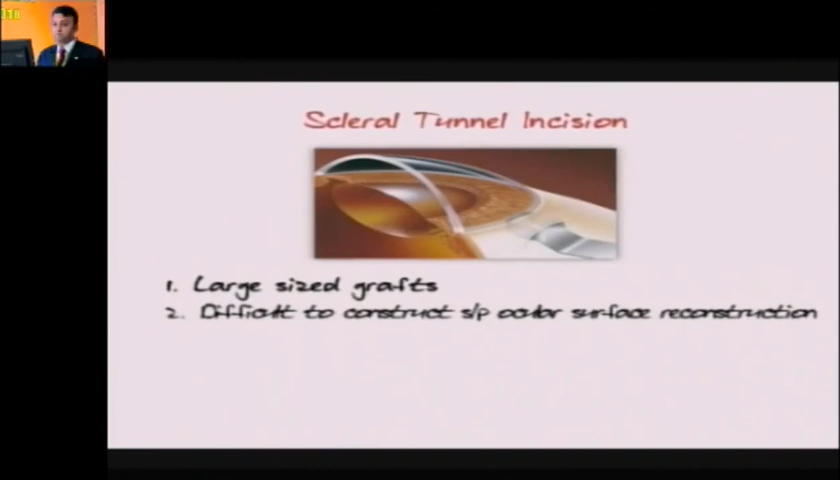 Scleral Tunnel Incision
1. Large sized grafts
2. Difficult to construct s/p ocular surface reconstruction